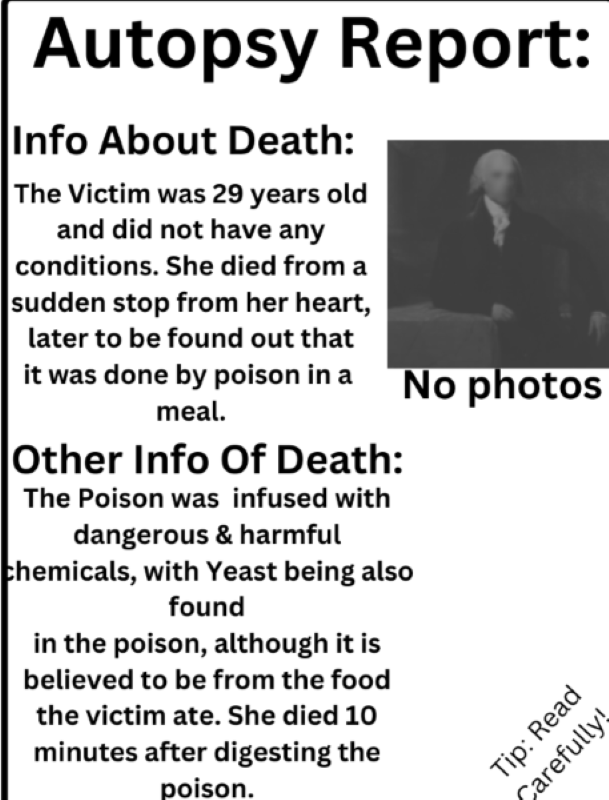 Autopsy Report:
Info About Death:
The Victim was 29 years old
and did not have any
conditions. She died from a
sudden stop from her heart,
later to be found out that
it was done by poison in a
meal.
No photos
Other Info Of Death:
The Poison was infused with
dangerous & harmful
chemicals, with Yeast being also
found
in the poison, although it is
believed to be from the food
the victim ate. She died 10
minutes after digesting the
poison.
Tip: Read
Carefully!